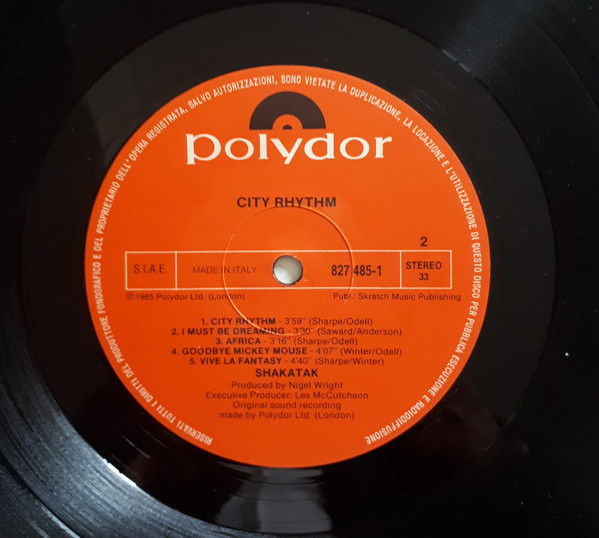 RISERVATI TUTTI I DIRITTI DEL PRODUTTORE FONOGRAFICO E DEL PROPRIETARIO DELL'OPERA REGISTRATA, SALVO AUTORIZZAZIONI, SONO VIETATE LA DUPLICAZIONE, LA LOCAZIONE E L'UTILIZZAZIONE DI QUESTO DISCO PER PUBBLICA ESECUZIONE E RADIODIFFUSIONE
polydor
CITY RHYTHM
2
S.I.A.E. MADE IN ITALY 827 485-1 STEREO
33
Ⓟ1985 Polydor Ltd. (London) Publ. Skratch Music Publishing
1. CITY RHYTHM - 3'59" (Sharpe/Odell)
2. I MUST BE DREAMING - 3'30" (Saward/Anderson)
3. AFRICA - 3'16" (Sharpe/Odell)
4. GOODBYE MICKEY MOUSE - 4'07" (Winter/Odell)
5. VIVE LA FANTASY - 4'40" (Sharpe/Winter)
SHAKATAK
Produced by Nigel Wright
Executive Producer: Les McCutcheon
Original sound recording
made by Polydor Ltd. (London)